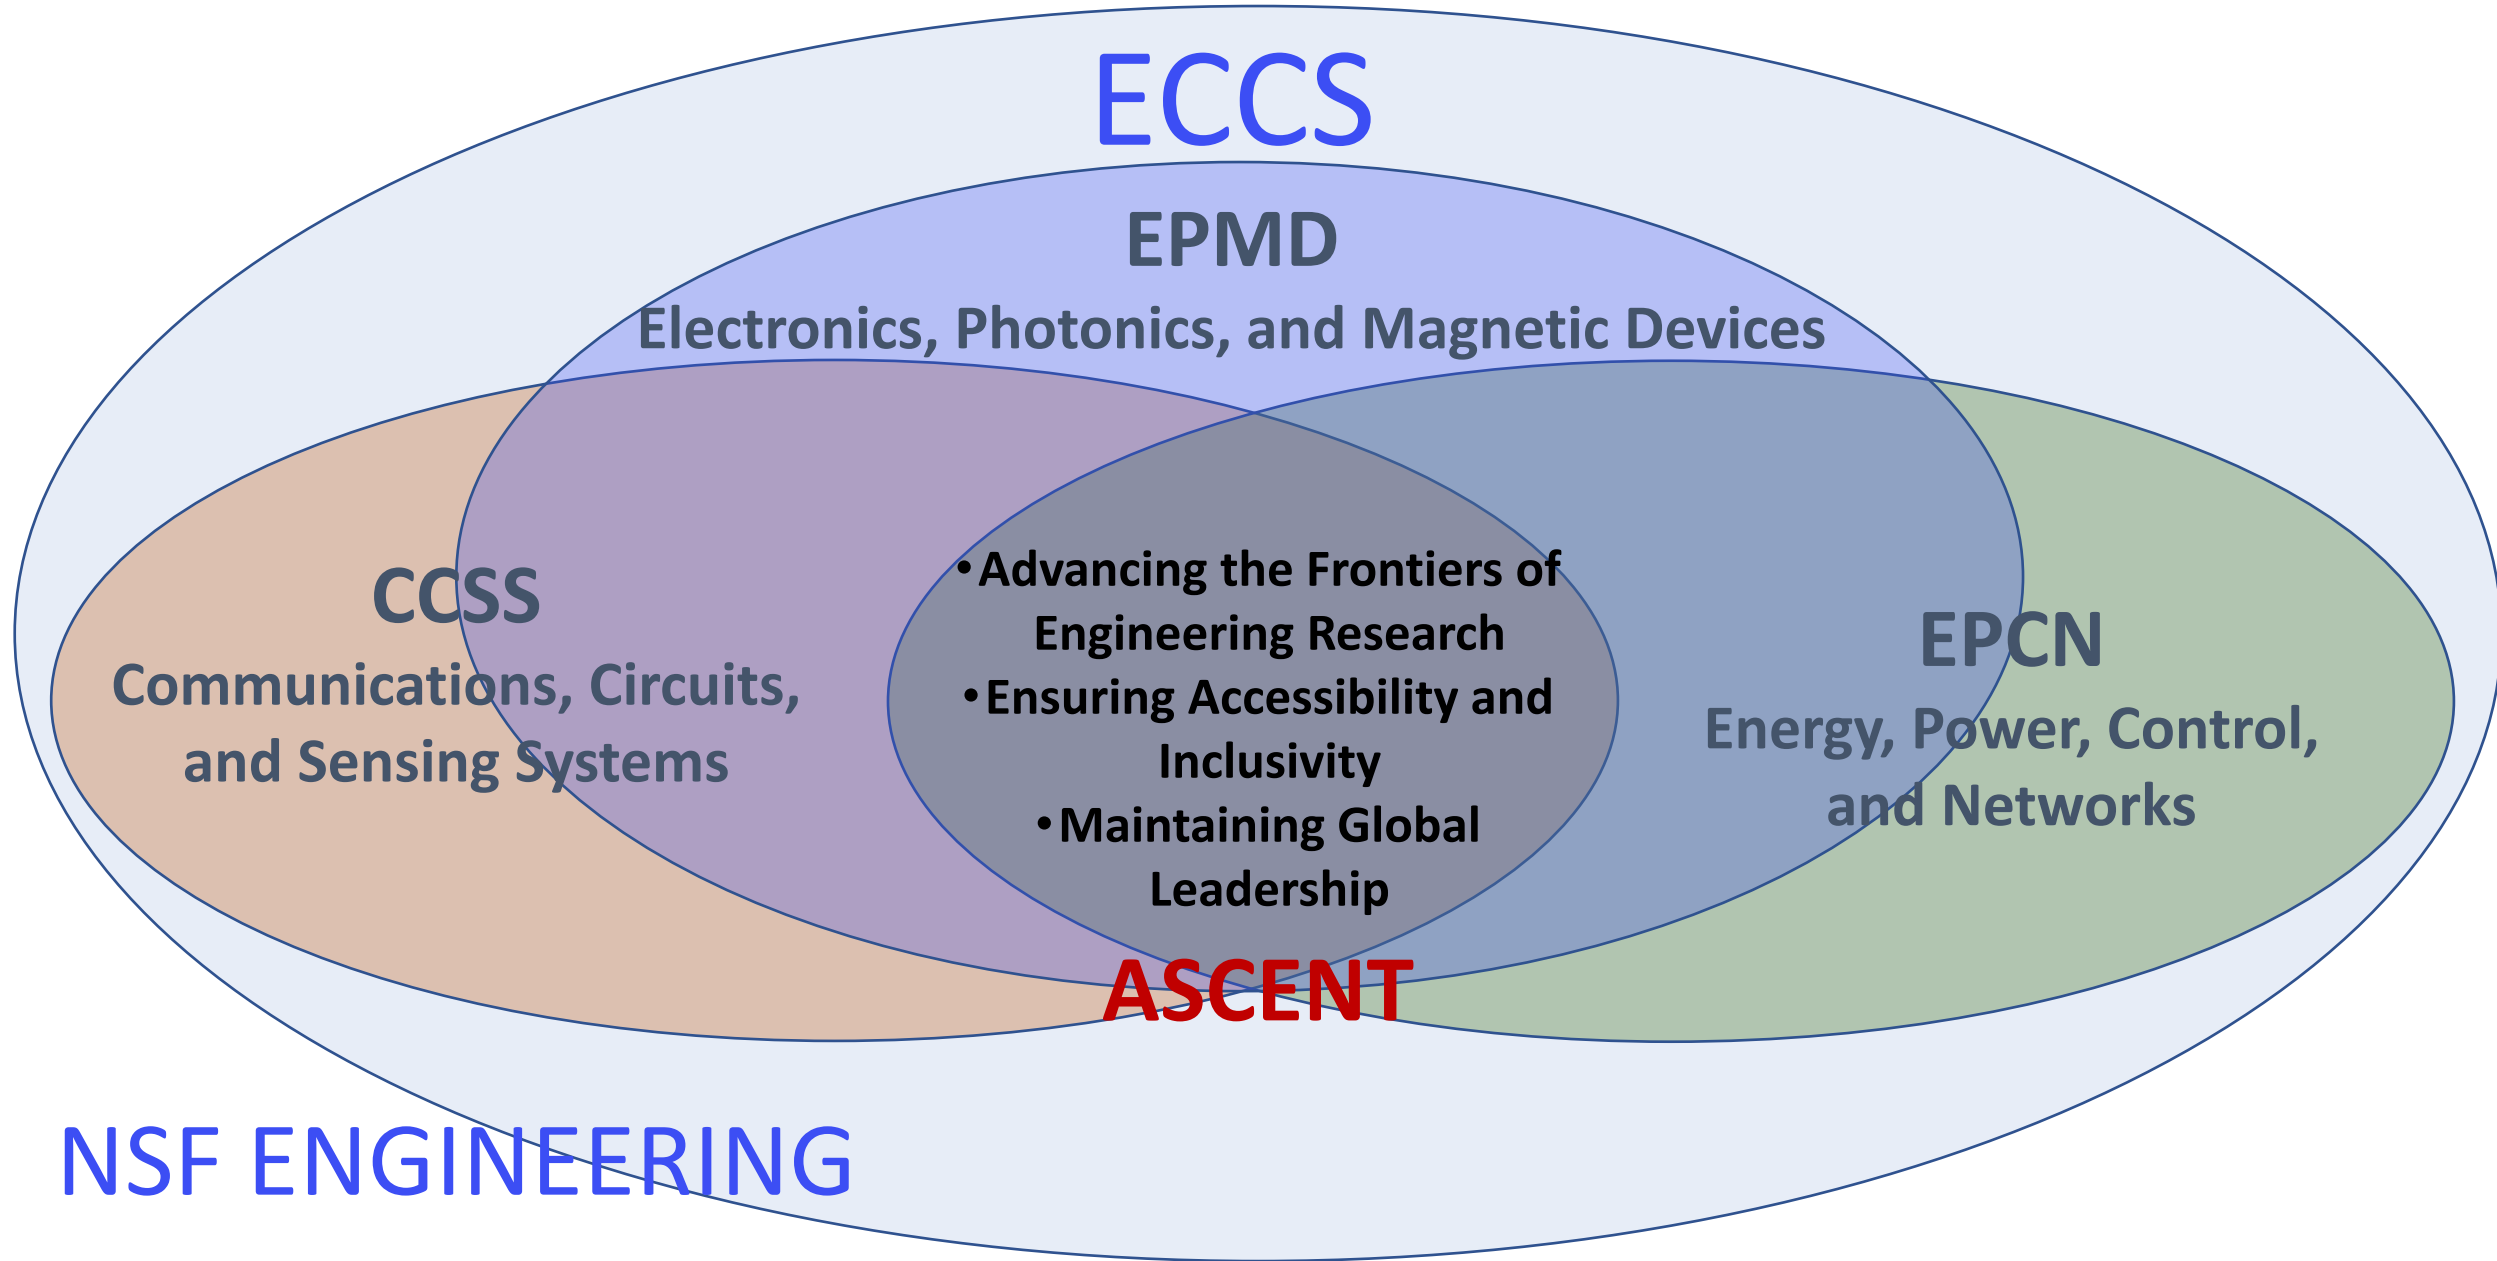 ECCS
EPMD
Electronics, Photonics, and Magnetic Devices
CCSS
Communications, Circuits,
and Sensing Systems
•Advancing the Frontiers of
Engineering Research
• Ensuring Accessibility and
Inclusivity
•Maintaining Global
Leadership
EPCN
Energy, Power, Control,
and Networks
ASCENT
NSF ENGINEERING